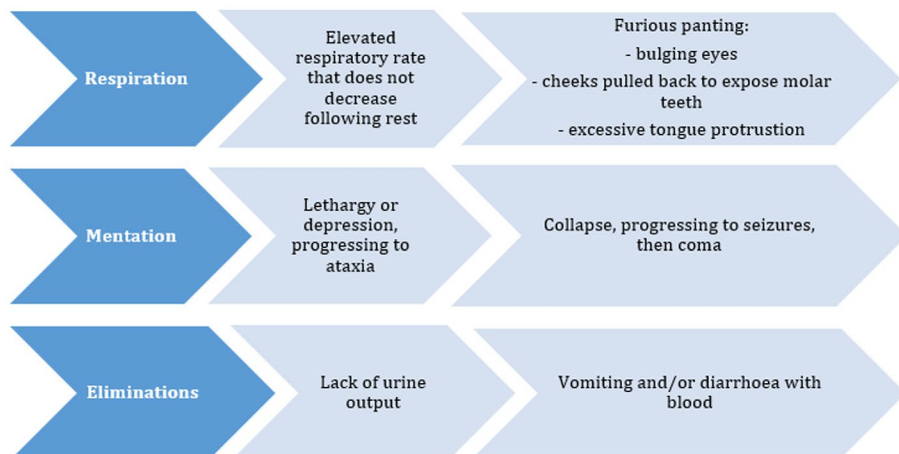 Respiration
Elevated
respiratory rate
that does not
decrease
following rest
Furious panting:
- bulging eyes
- cheeks pulled back to expose molar
teeth
- excessive tongue protrustion
Mentation
Lethargy or
depression,
progressing to
ataxia
Collapse, progressing to seizures,
then coma
Eliminations
Lack of urine
output
Vomiting and/or diarrhoea with
blood